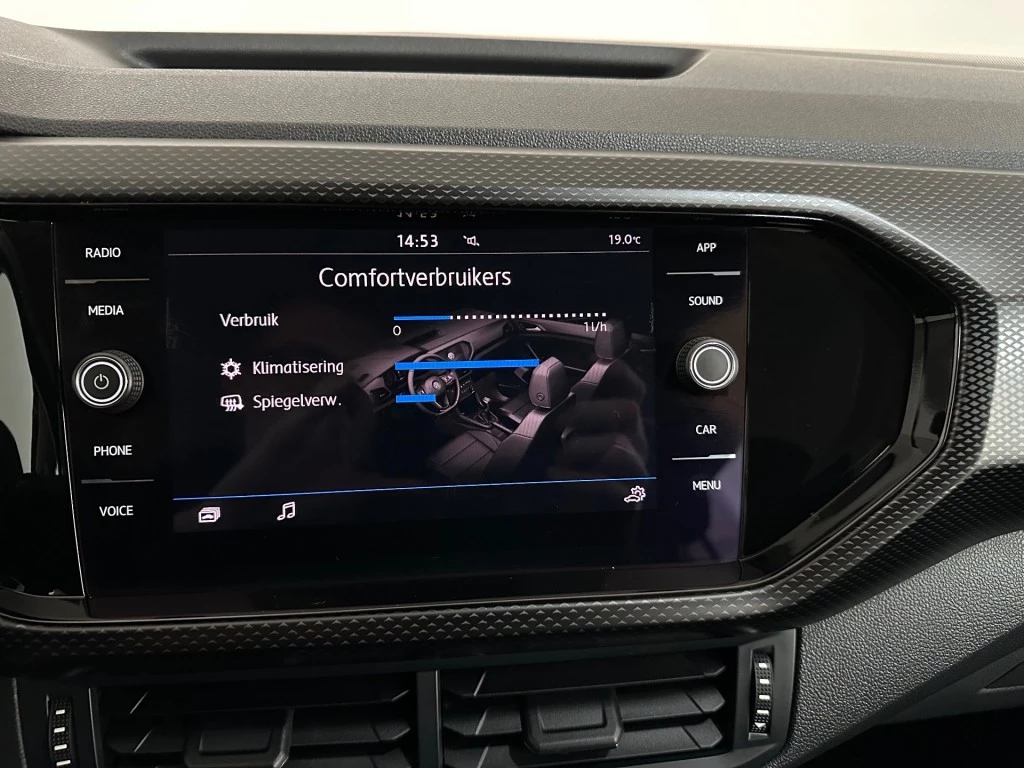 RADIO
MEDIA
PHONE
VOICE
14:53
19.0°c
Comfortverbruikers
Verbruik
0
1 l/h
Klimatisering
Spiegelverw.
APP
SOUND
CAR
MENU